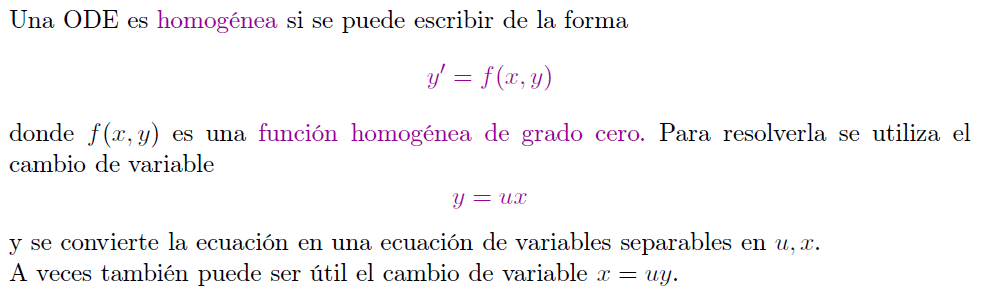 Una ODE es homogénea si se puede escribir de la forma
y′ = f(x, y)
donde f(x, y) es una función homogénea de grado cero. Para resolverla se utiliza el
cambio de variable
y = ux
y se convierte la ecuación en una ecuación de variables separables en u, x.
A veces también puede ser útil el cambio de variable x = uy.